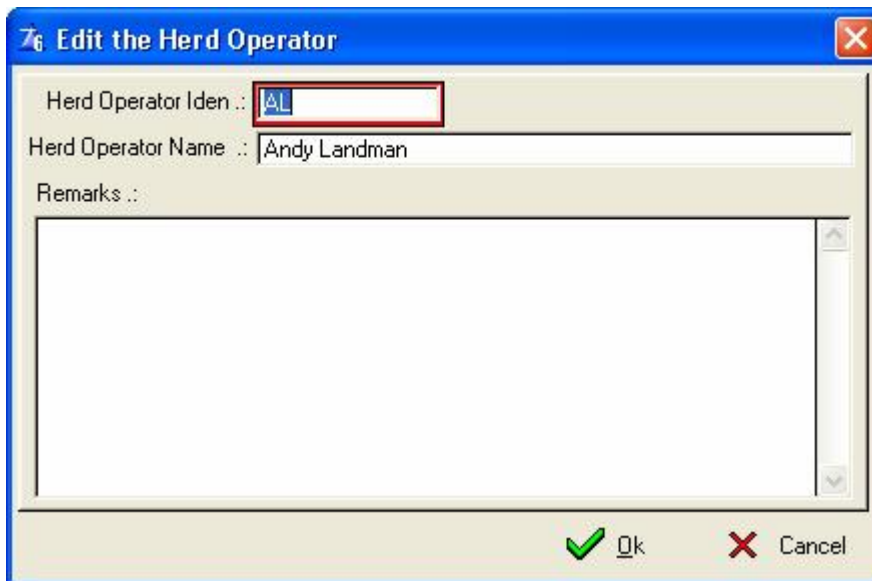 Edit the Herd Operator
Herd Operator Iden .: AL
Herd Operator Name .: Andy Landman
Remarks .:
Ok Cancel